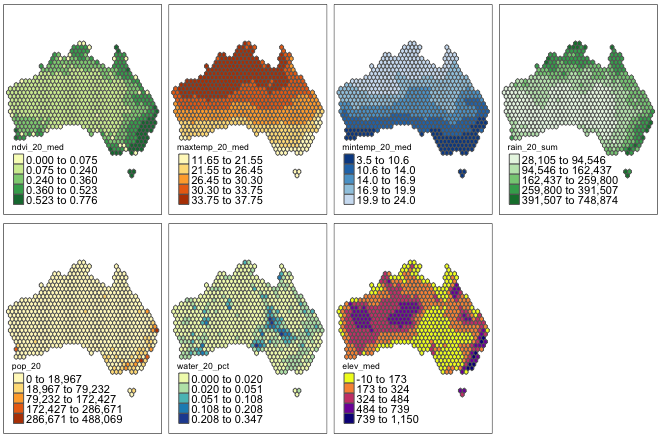 ndvi_20_med
0.000 to 0.075
0.075 to 0.240
0.240 to 0.360
0.360 to 0.523
0.523 to 0.776
maxtemp_20_med
11.65 to 21.55
21.55 to 26.45
26.45 to 30.30
30.30 to 33.75
33.75 to 37.75
mintemp_20_med
3.5 to 10.6
10.6 to 14.0
14.0 to 16.9
16.9 to 19.9
19.9 to 24.0
rain_20_sum
28,105 to 94,546
94,546 to 162,437
162,437 to 259,800
259,800 to 391,507
391,507 to 748,874
pop_20
0 to 18,967
18,967 to 79,232
79,232 to 172,427
172,427 to 286,671
286,671 to 488,069
water_20_pct
0.000 to 0.020
0.020 to 0.051
0.051 to 0.108
0.108 to 0.208
0.208 to 0.347
elev_med
-10 to 173
173 to 324
324 to 484
484 to 739
739 to 1,150